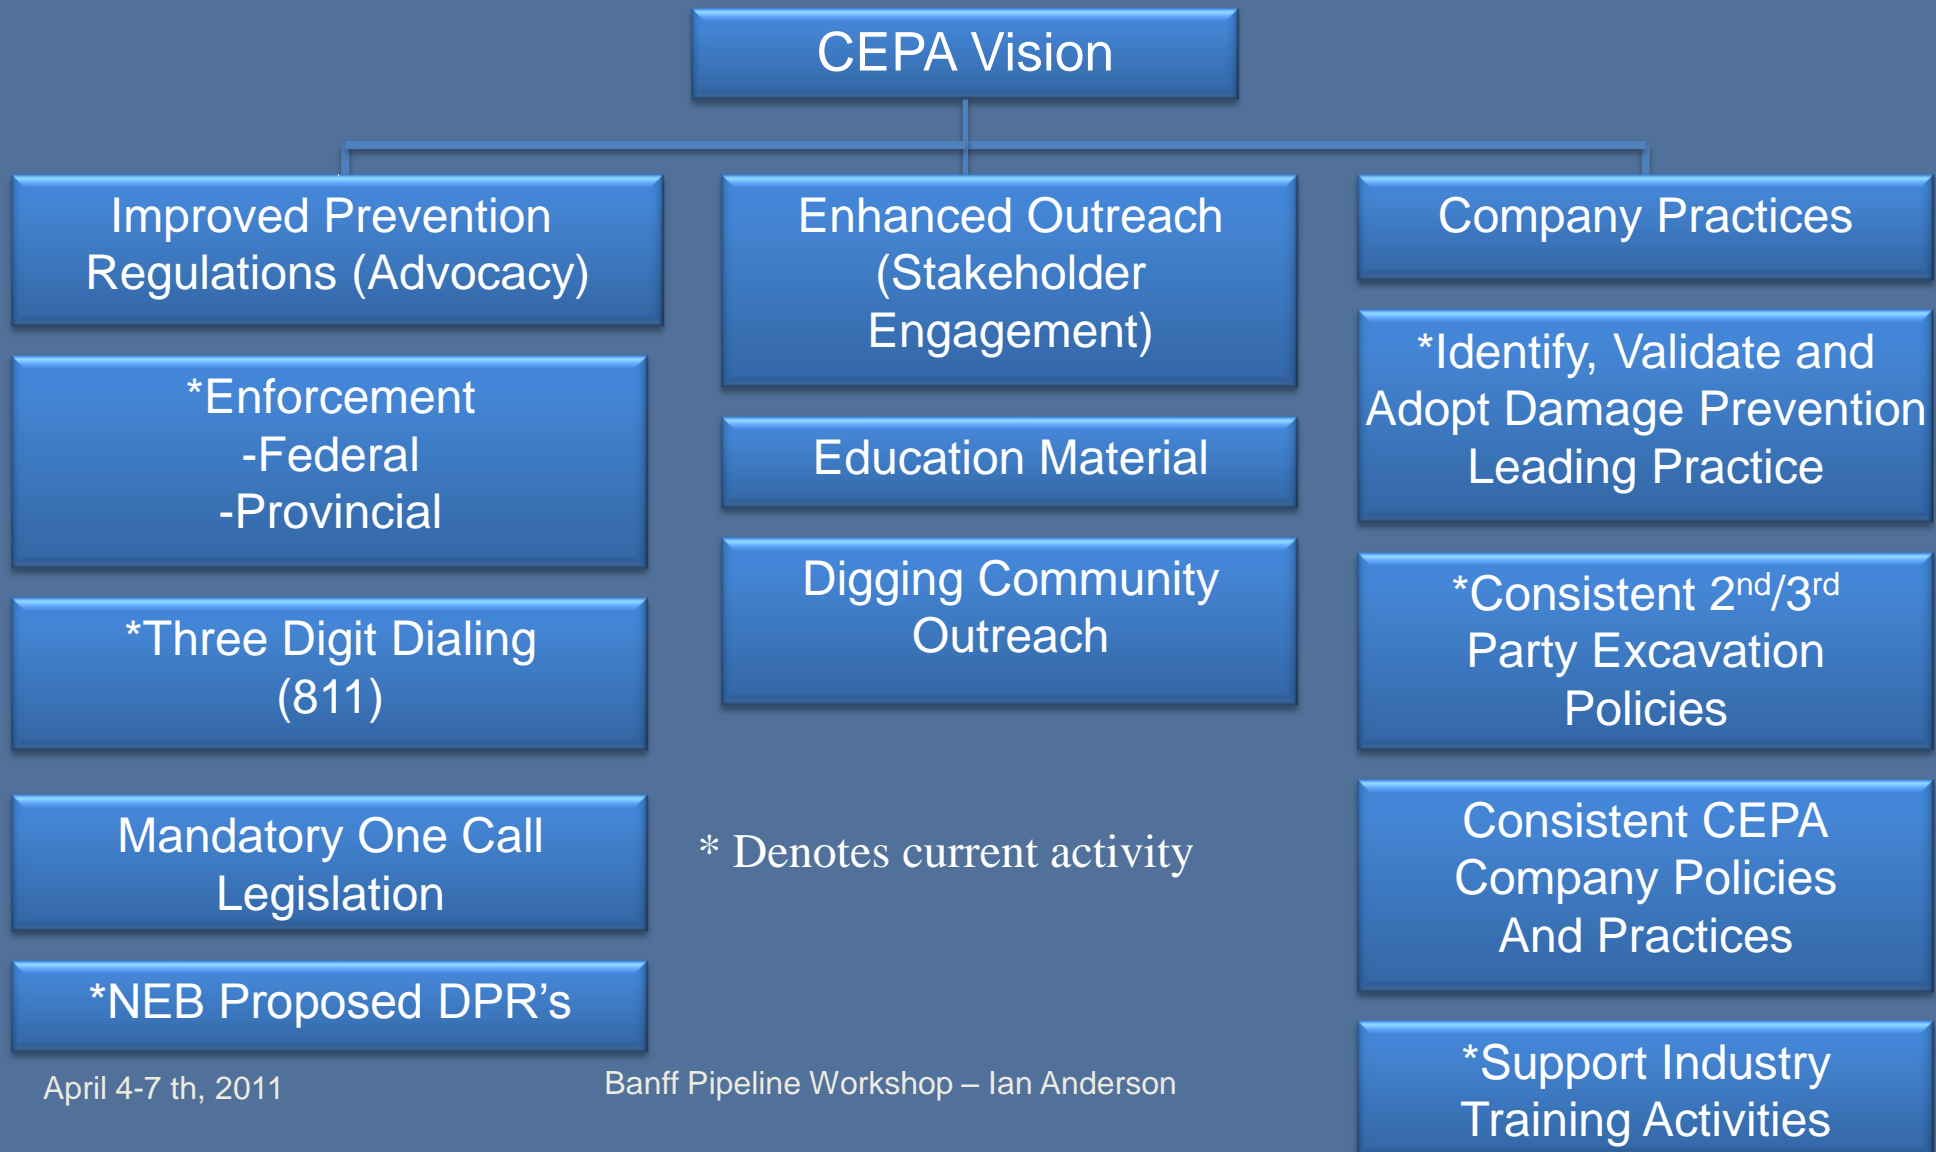 CEPA Vision
Improved Prevention
Regulations (Advocacy)
*Enforcement
-Federal
-Provincial
*Three Digit Dialing
(811)
Mandatory One Call
Legislation
*NEB Proposed DPR’s
Enhanced Outreach
(Stakeholder
Engagement)
Education Material
Digging Community
Outreach
* Denotes current activity
Company Practices
*Identify, Validate and
Adopt Damage Prevention
Leading Practice
*Consistent 2nd/3rd
Party Excavation
Policies
Consistent CEPA
Company Policies
And Practices
*Support Industry
Training Activities
April 4-7 th, 2011
Banff Pipeline Workshop – Ian Anderson